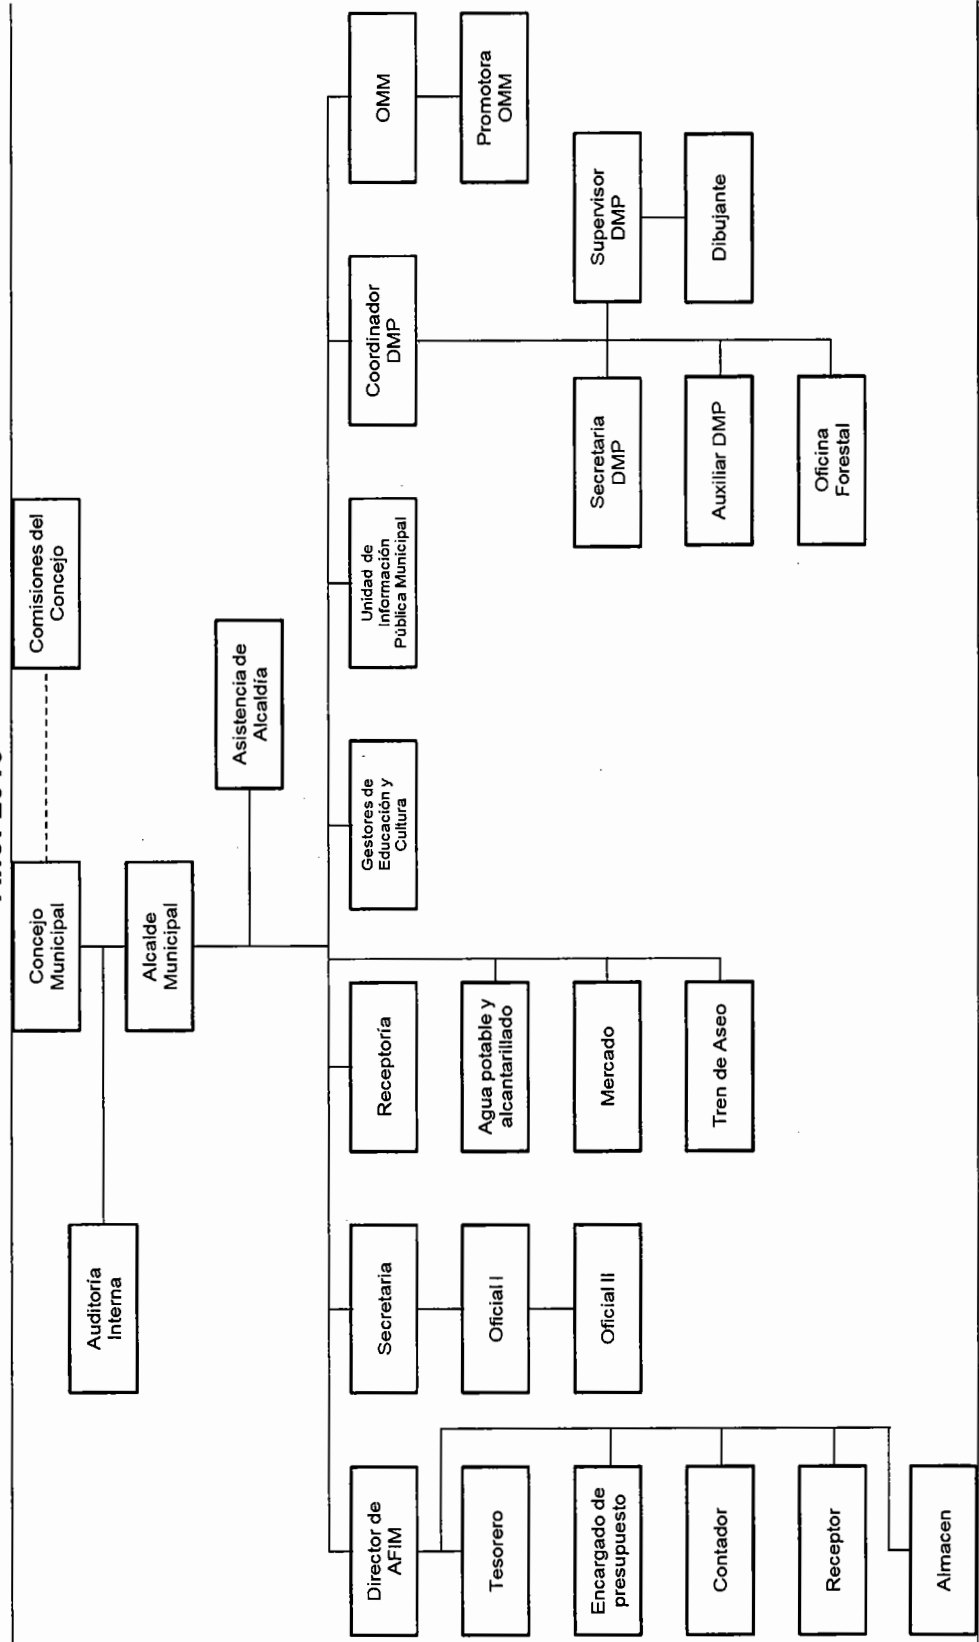 Concejo
Municipal
Comisiones del
Concejo
Auditoría
Interna
Alcalde
Municipal
Asistencia de
Alcaldía
Director de
AFIM
Secretaria
Receptoría
Gestores de
Educación y
Cultura
Unidad de
Información
Pública Municipal
Coordinador
DMP
OMM
Tesorero
Encargado de
presupuesto
Contador
Receptor
Almacen
Oficial I
Oficial II
Agua potable y
alcantarillado
Mercado
Tren de Aseo
Secretaria
DMP
Auxiliar DMP
Oficina
Forestal
Supervisor
DMP
Dibujante
Promotora
OMM